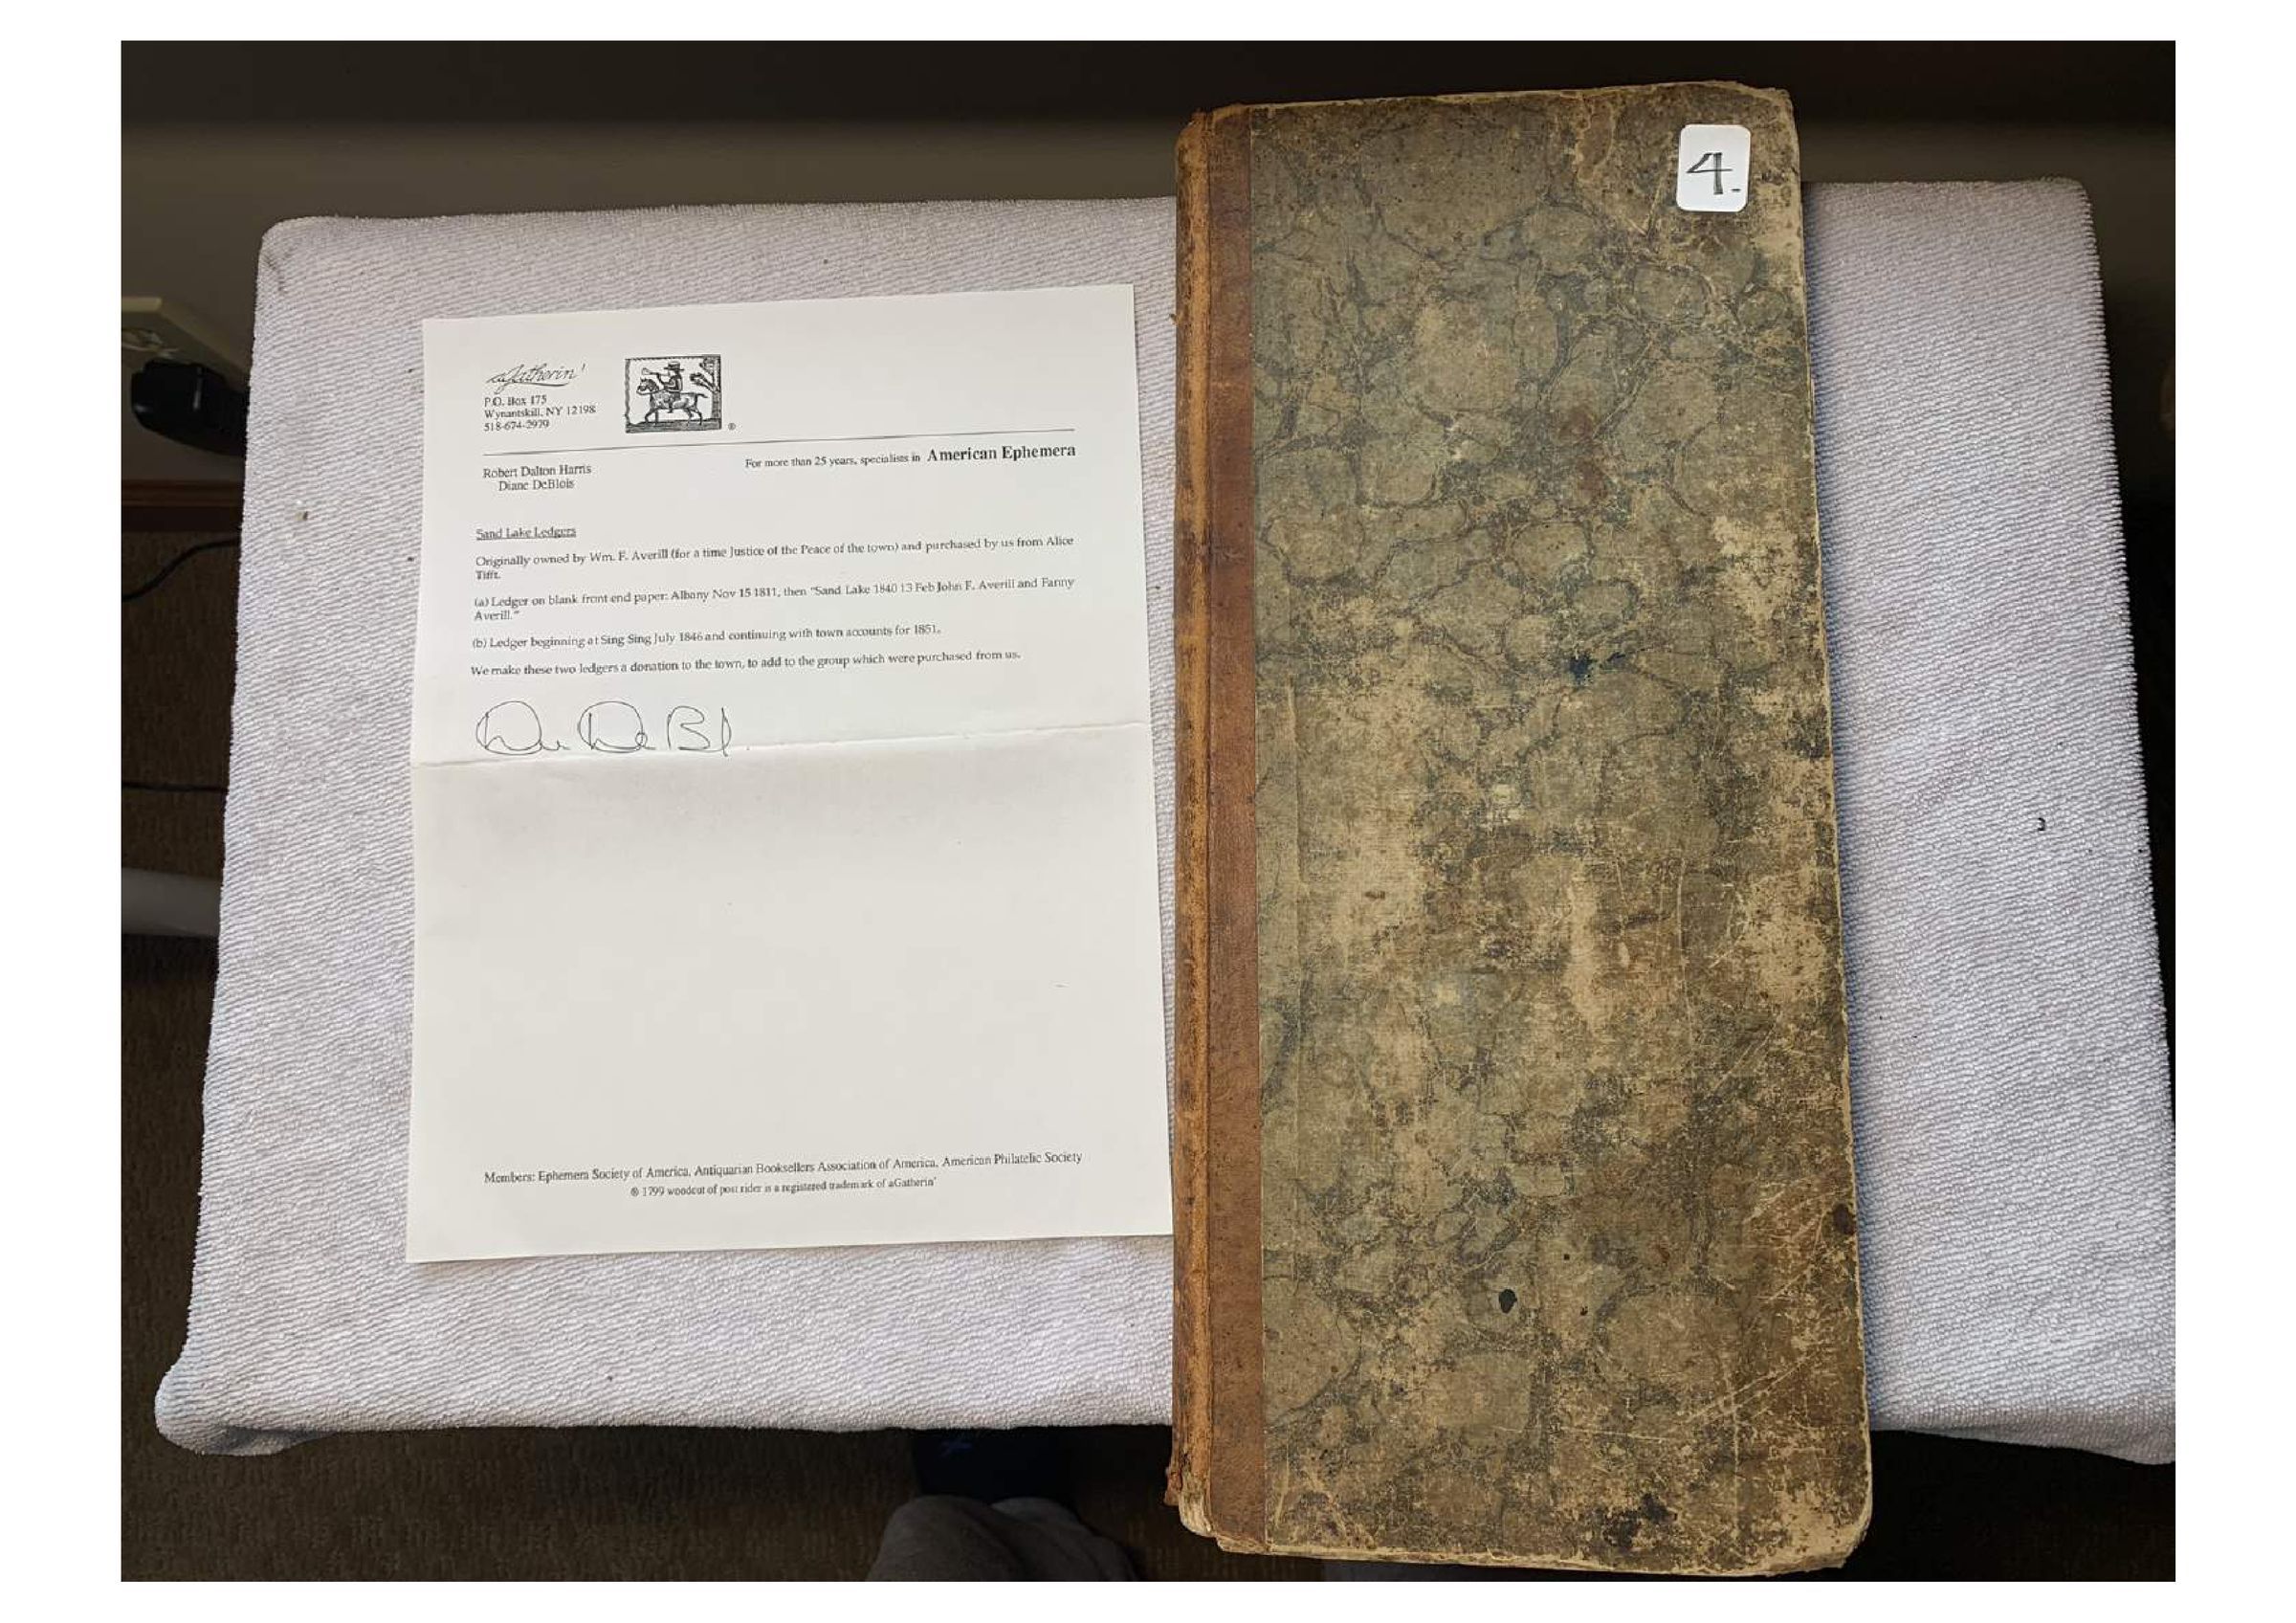 aGatherin'
P.O. Box 175
Wynantskill, NY 12198
518-674-2979
®
Robert Dalton Harris
Diane DeBlois
For more than 25 years, specialists in American Ephemera
Sand Lake Ledgers
Originally owned by Wm. F. Averill (for a time Justice of the Peace of the town) and purchased by us from Alice
Tifft.
(a) Ledger on blank front end paper: Albany Nov 15 1811, then "Sand Lake 1840 13 Feb John F. Averill and Fanny
Averill."
(b) Ledger beginning at Sing Sing July 1846 and continuing with town accounts for 1851.
We make these two ledgers a donation to the town, to add to the group which were purchased from us.
Members: Ephemera Society of America, Antiquarian Booksellers Association of America, American Philatelic Society
® 1799 woodcut of post rider is a registered trademark of aGatherin'
4.